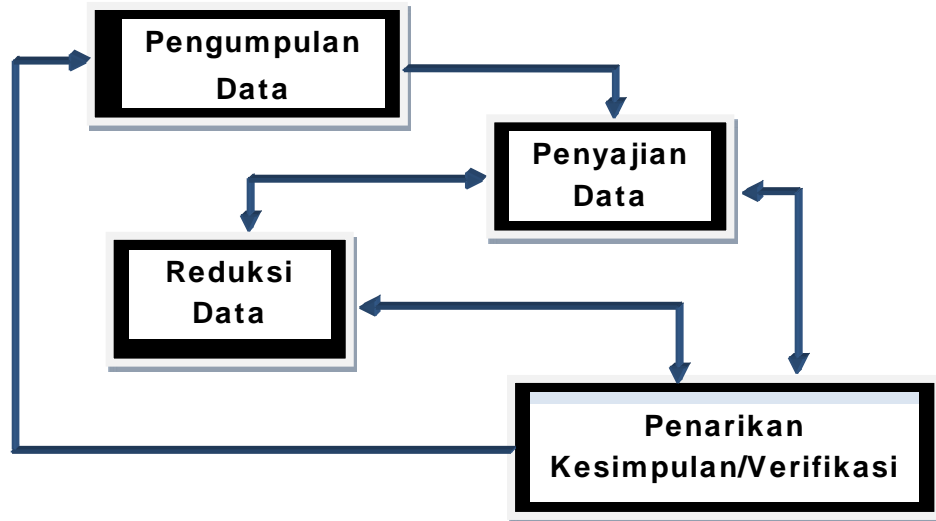 Pengumpulan
Data
Penyajian
Data
Reduksi
Data
Penarikan
Kesimpulan/Verifikasi